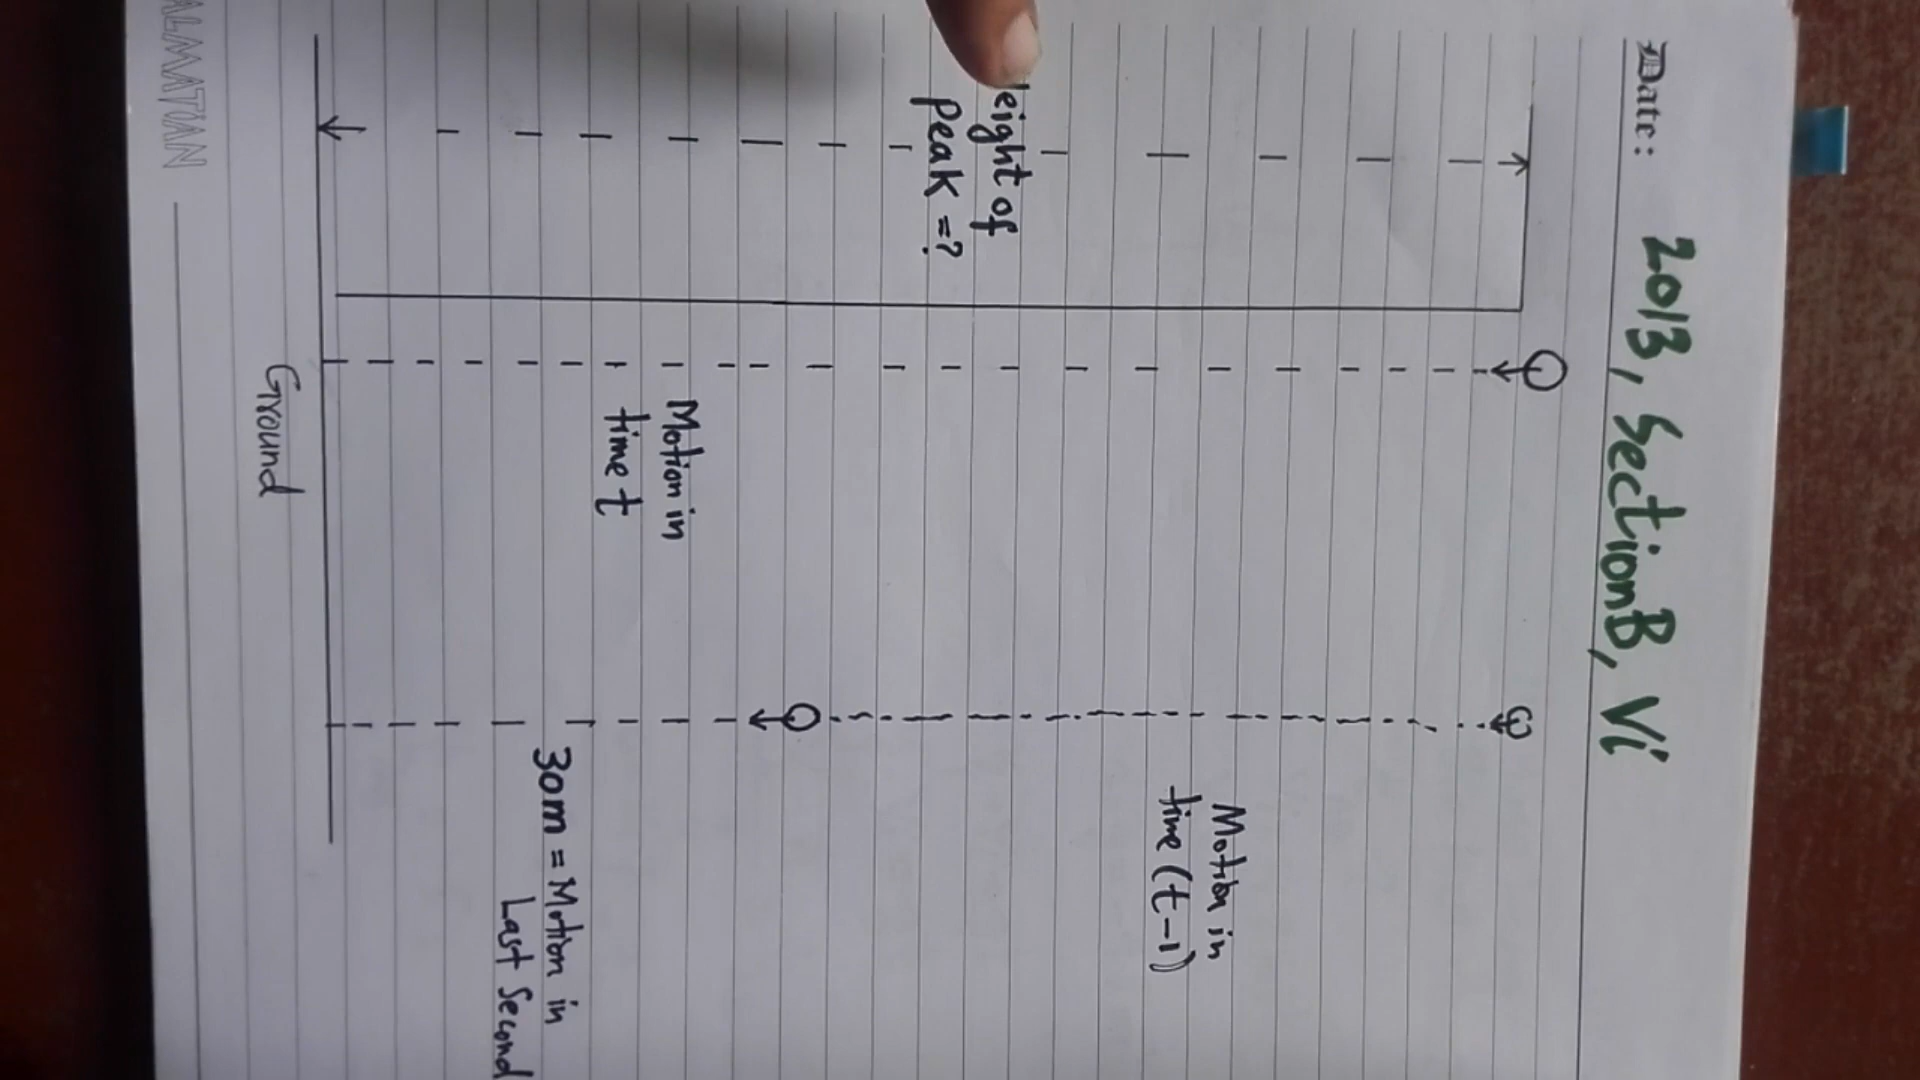 Date:
2013, Section B, Vi
eight of
Peak = ?
Motion in
time t
Motion in
time (t-1)
30m = Motion in
Last Second
Ground
ALMATIAN